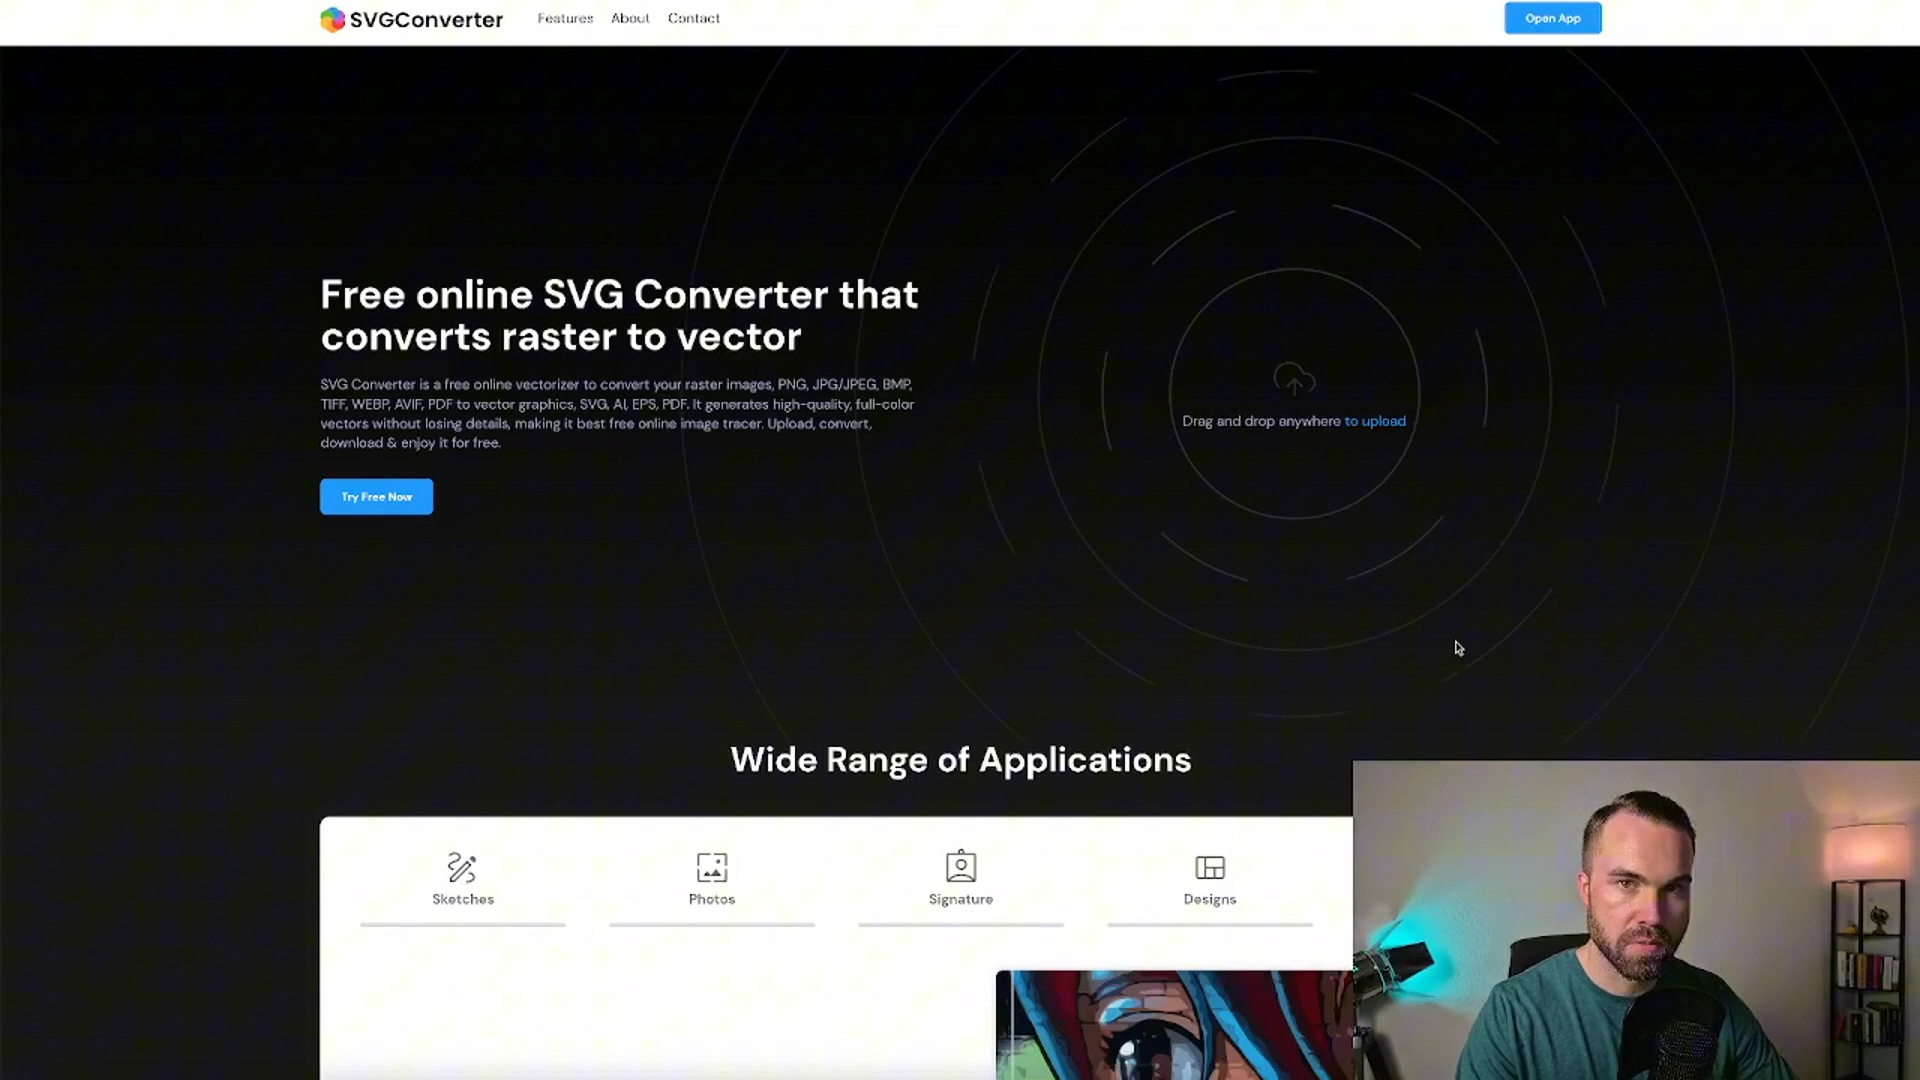 SVGConverter Features About Contact Open App
Free online SVG Converter that
converts raster to vector
SVG Converter is a free online vectorizer to convert your raster images, PNG, JPG/JPEG, BMP,
TIFF, WEBP, AVIF, PDF to vector graphics, SVG, AI, EPS, PDF. It generates high-quality, full-color
vectors without losing details, making it best free online image tracer. Upload, convert,
download & enjoy it for free.
Try Free Now
Drag and drop anywhere to upload
Wide Range of Applications
Sketches Photos Signature Designs